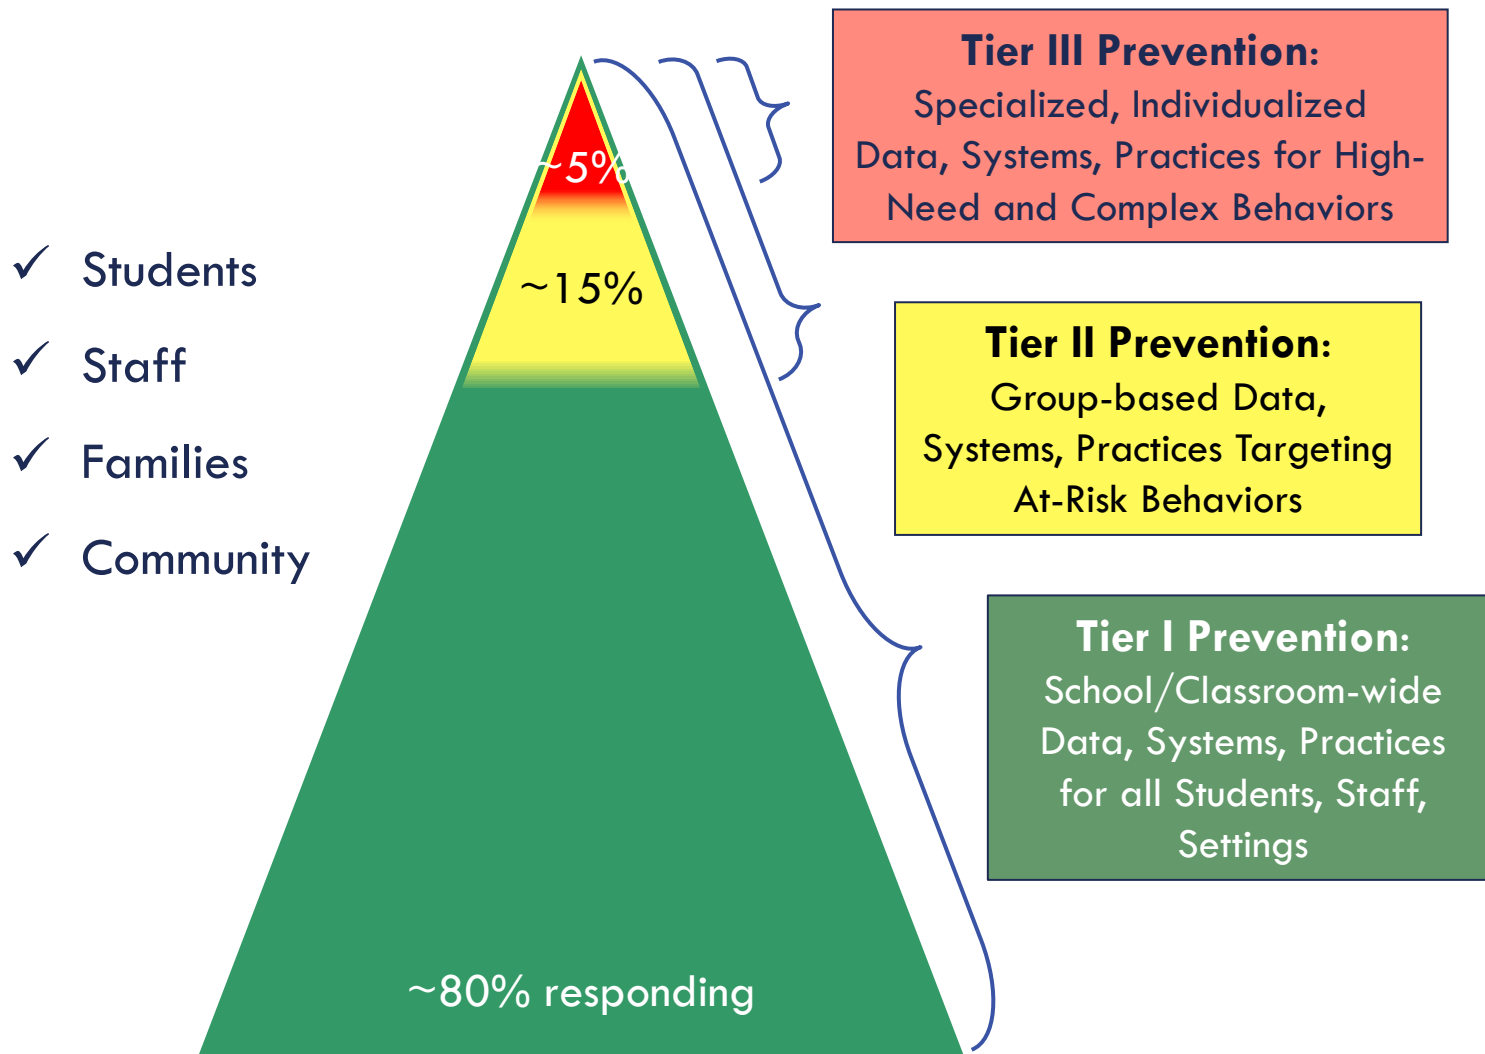 Students
Staff
Families
Community
~5%
~15%
~80% responding
Tier III Prevention:
Specialized, Individualized
Data, Systems, Practices for High-
Need and Complex Behaviors
Tier II Prevention:
Group-based Data,
Systems, Practices Targeting
At-Risk Behaviors
Tier I Prevention:
School/Classroom-wide
Data, Systems, Practices
for all Students, Staff,
Settings